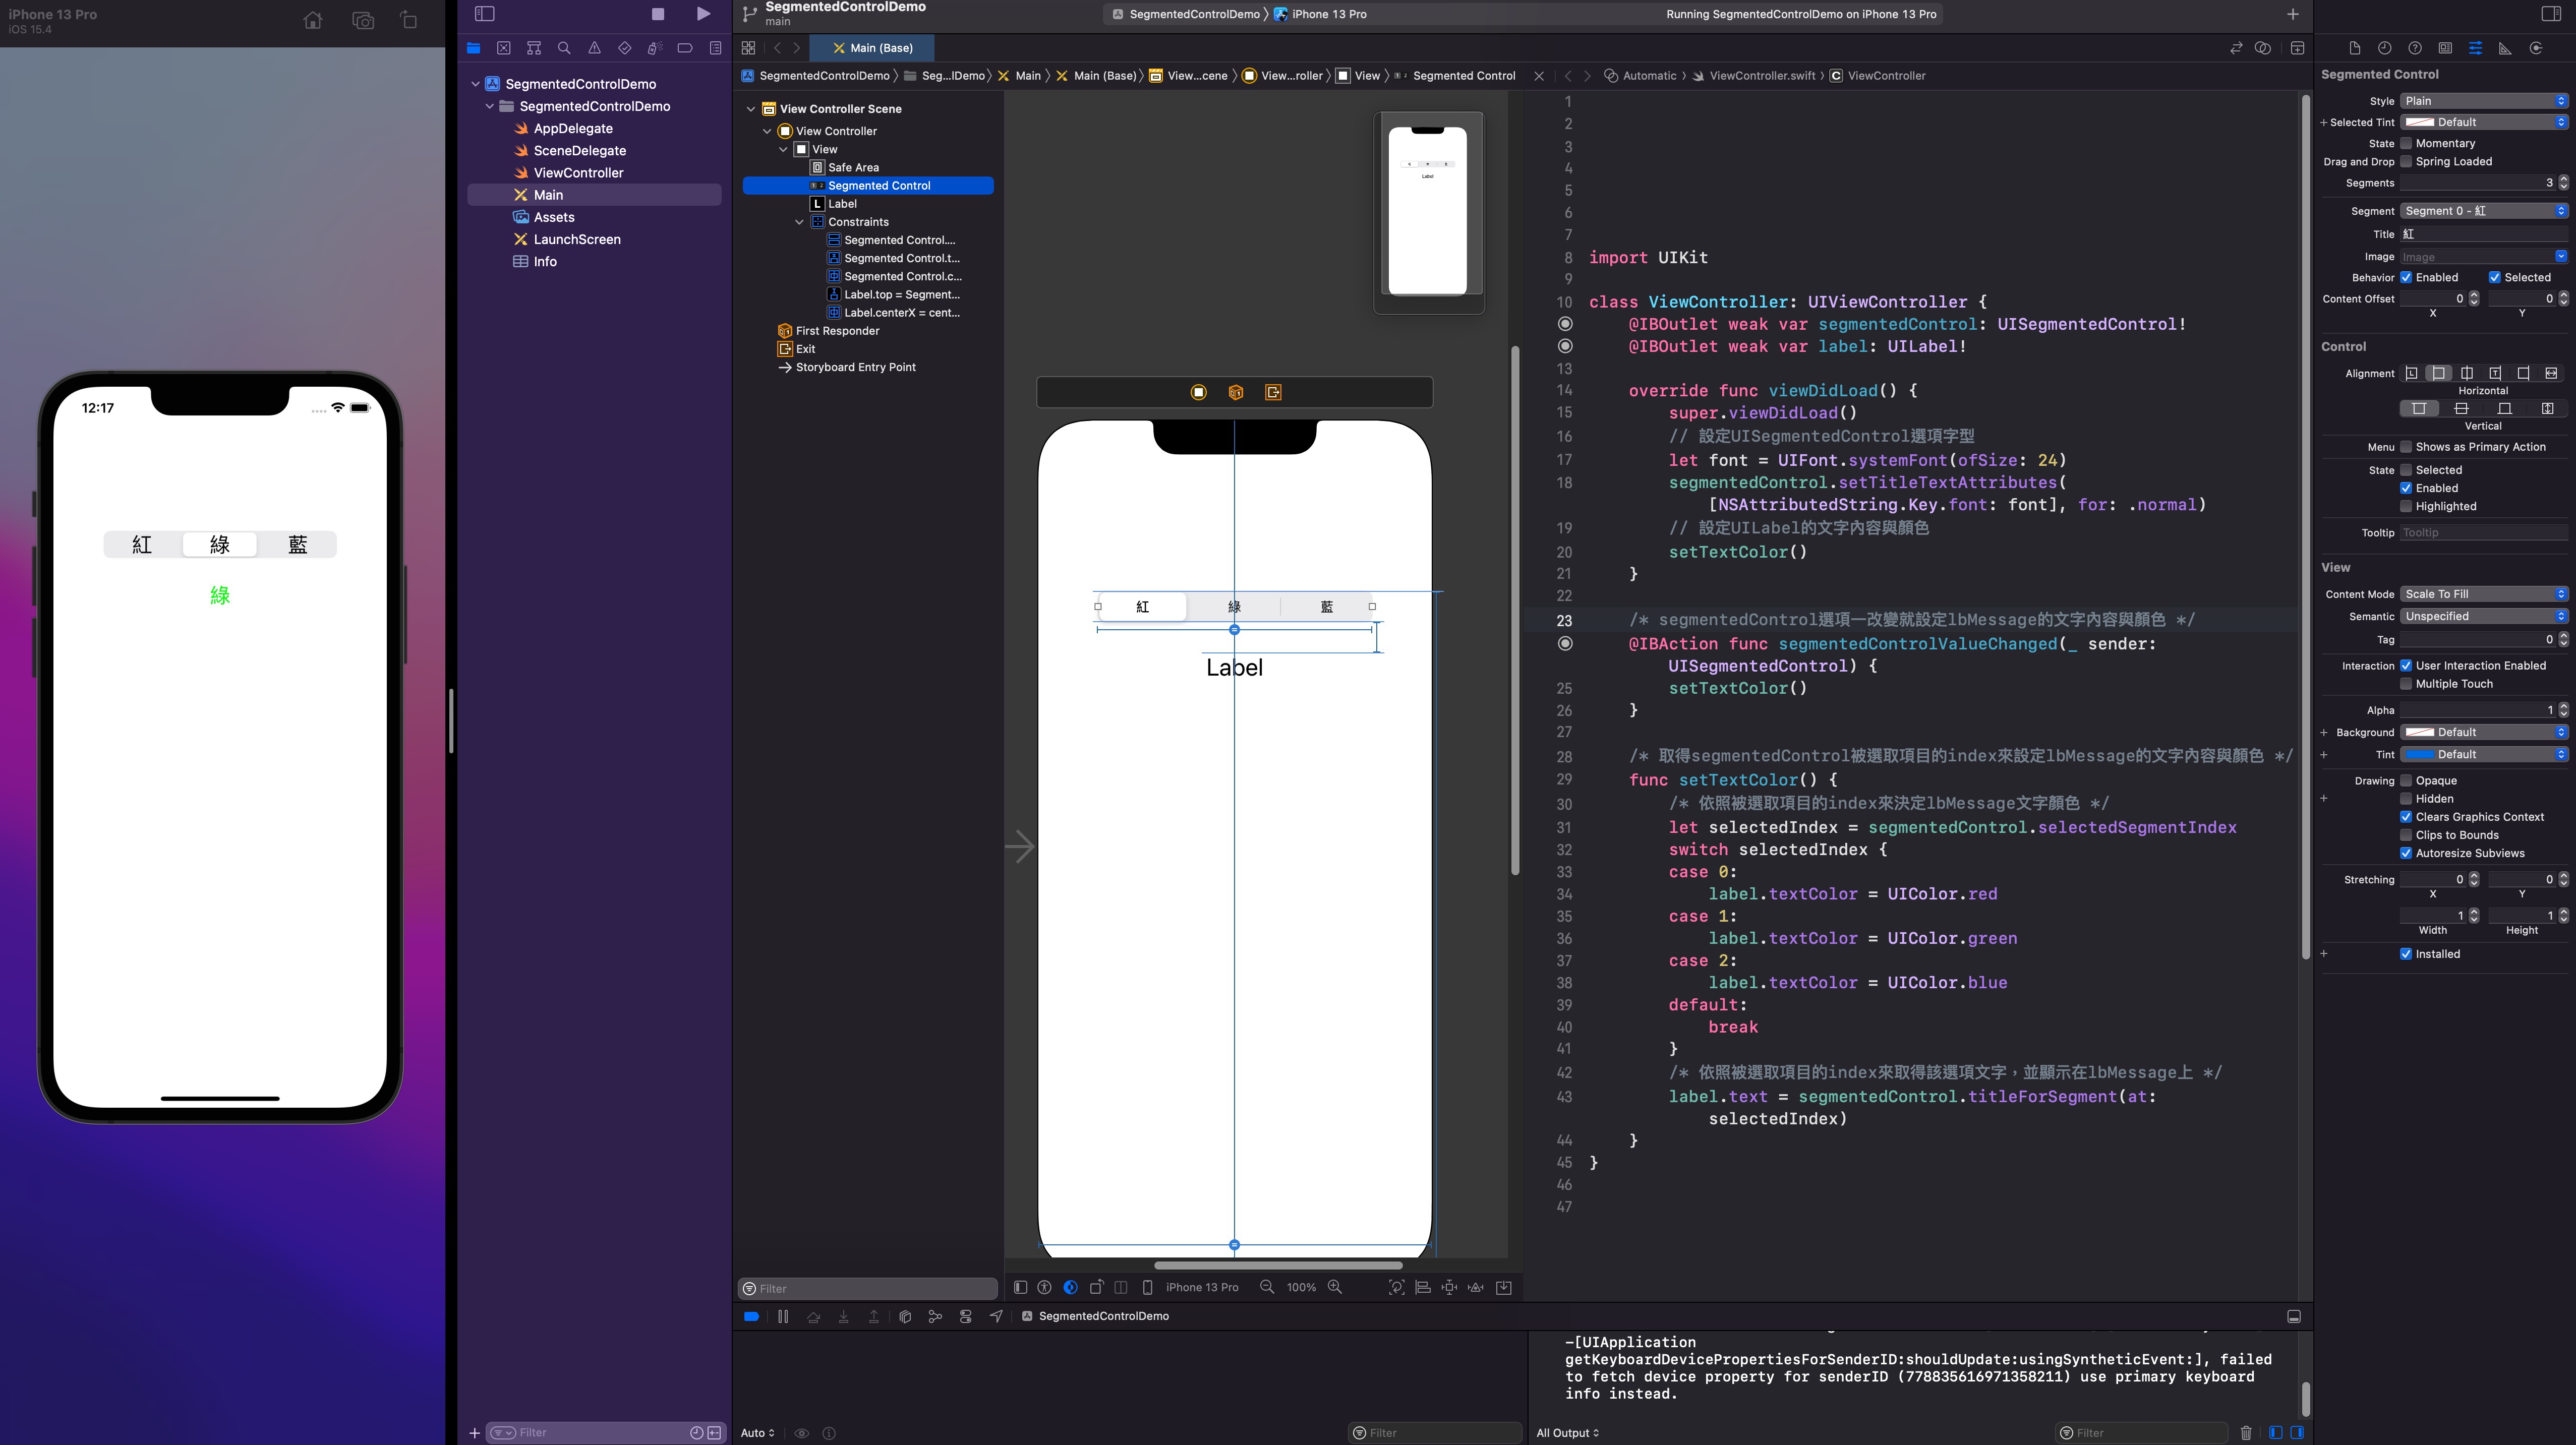 iPhone 13 Pro
iOS 15.4
12:17
紅
綠
藍
綠
SegmentedControlDemo
SegmentedControlDemo
AppDelegate
SceneDelegate
ViewController
Main
Assets
LaunchScreen
Info
Filter
SegmentedControlDemo
main
SegmentedControlDemo 〉 iPhone 13 Pro
Running SegmentedControlDemo on iPhone 13 Pro
Main (Base)
SegmentedControlDemo 〉 Seg...lDemo 〉 Main 〉 Main (Base) 〉 View...cene 〉 View...roller 〉 View 〉 Segmented Control
Automatic 〉 ViewController.swift 〉 ViewController
View Controller Scene
View Controller
View
Safe Area
Segmented Control
L Label
Constraints
Segmented Control....
Segmented Control.t...
Segmented Control.c...
Label.top = Segment...
Label.centerX = cent...
First Responder
Exit
Storyboard Entry Point
Filter
Label
紅
綠
藍
Label
iPhone 13 Pro
100%
1
2
3
4
5
6
7
8 import UIKit
9
10 class ViewController: UIViewController {
@IBOutlet weak var segmentedControl: UISegmentedControl!
@IBOutlet weak var label: UILabel!
13
14 override func viewDidLoad() {
15 super.viewDidLoad()
16 // 設定UISegmentedControl選項字型
17 let font = UIFont.systemFont(ofSize: 24)
18 segmentedControl.setTitleTextAttributes(
[NSAttributedString.Key.font: font], for: .normal)
19 // 設定UILabel的文字內容與顏色
20 setTextColor()
21 }
22
23 /* segmentedControl選項一改變就設定lbMessage的文字內容與顏色 */
@IBAction func segmentedControlValueChanged(_ sender:
UISegmentedControl) {
25 setTextColor()
26 }
27
28 /* 取得segmentedControl被選取項目的index來設定lbMessage的文字內容與顏色 */
29 func setTextColor() {
30 /* 依照被選取項目的index來決定lbMessage文字顏色 */
31 let selectedIndex = segmentedControl.selectedSegmentIndex
32 switch selectedIndex {
33 case 0:
34 label.textColor = UIColor.red
35 case 1:
36 label.textColor = UIColor.green
37 case 2:
38 label.textColor = UIColor.blue
39 default:
40 break
41 }
42 /* 依照被選取項目的index來取得該選項文字，並顯示在lbMessage上 */
43 label.text = segmentedControl.titleForSegment(at:
selectedIndex)
44 }
45 }
46
47
SegmentedControlDemo
-[UIApplication
getKeyboardDevicePropertiesForSenderID:shouldUpdate:usingSyntheticEvent:], failed
to fetch device property for senderID (778835616971358211) use primary keyboard
info instead.
Auto
Filter
All Output
Filter
Segmented Control
Style Plain
+ Selected Tint Default
State Momentary
Drag and Drop Spring Loaded
Segments 3
Segment Segment 0 - 紅
Title 紅
Image Image
Behavior Enabled Selected
Content Offset 0 0
X Y
Control
Alignment
Horizontal
Vertical
Menu Shows as Primary Action
State Selected
Enabled
Highlighted
Tooltip Tooltip
View
Content Mode Scale To Fill
Semantic Unspecified
Tag 0
Interaction User Interaction Enabled
Multiple Touch
Alpha 1
+ Background Default
+ Tint Default
Drawing Opaque
+ Hidden
Clears Graphics Context
Clips to Bounds
Autoresize Subviews
Stretching 0 0
X Y
1 1
Width Height
+ Installed